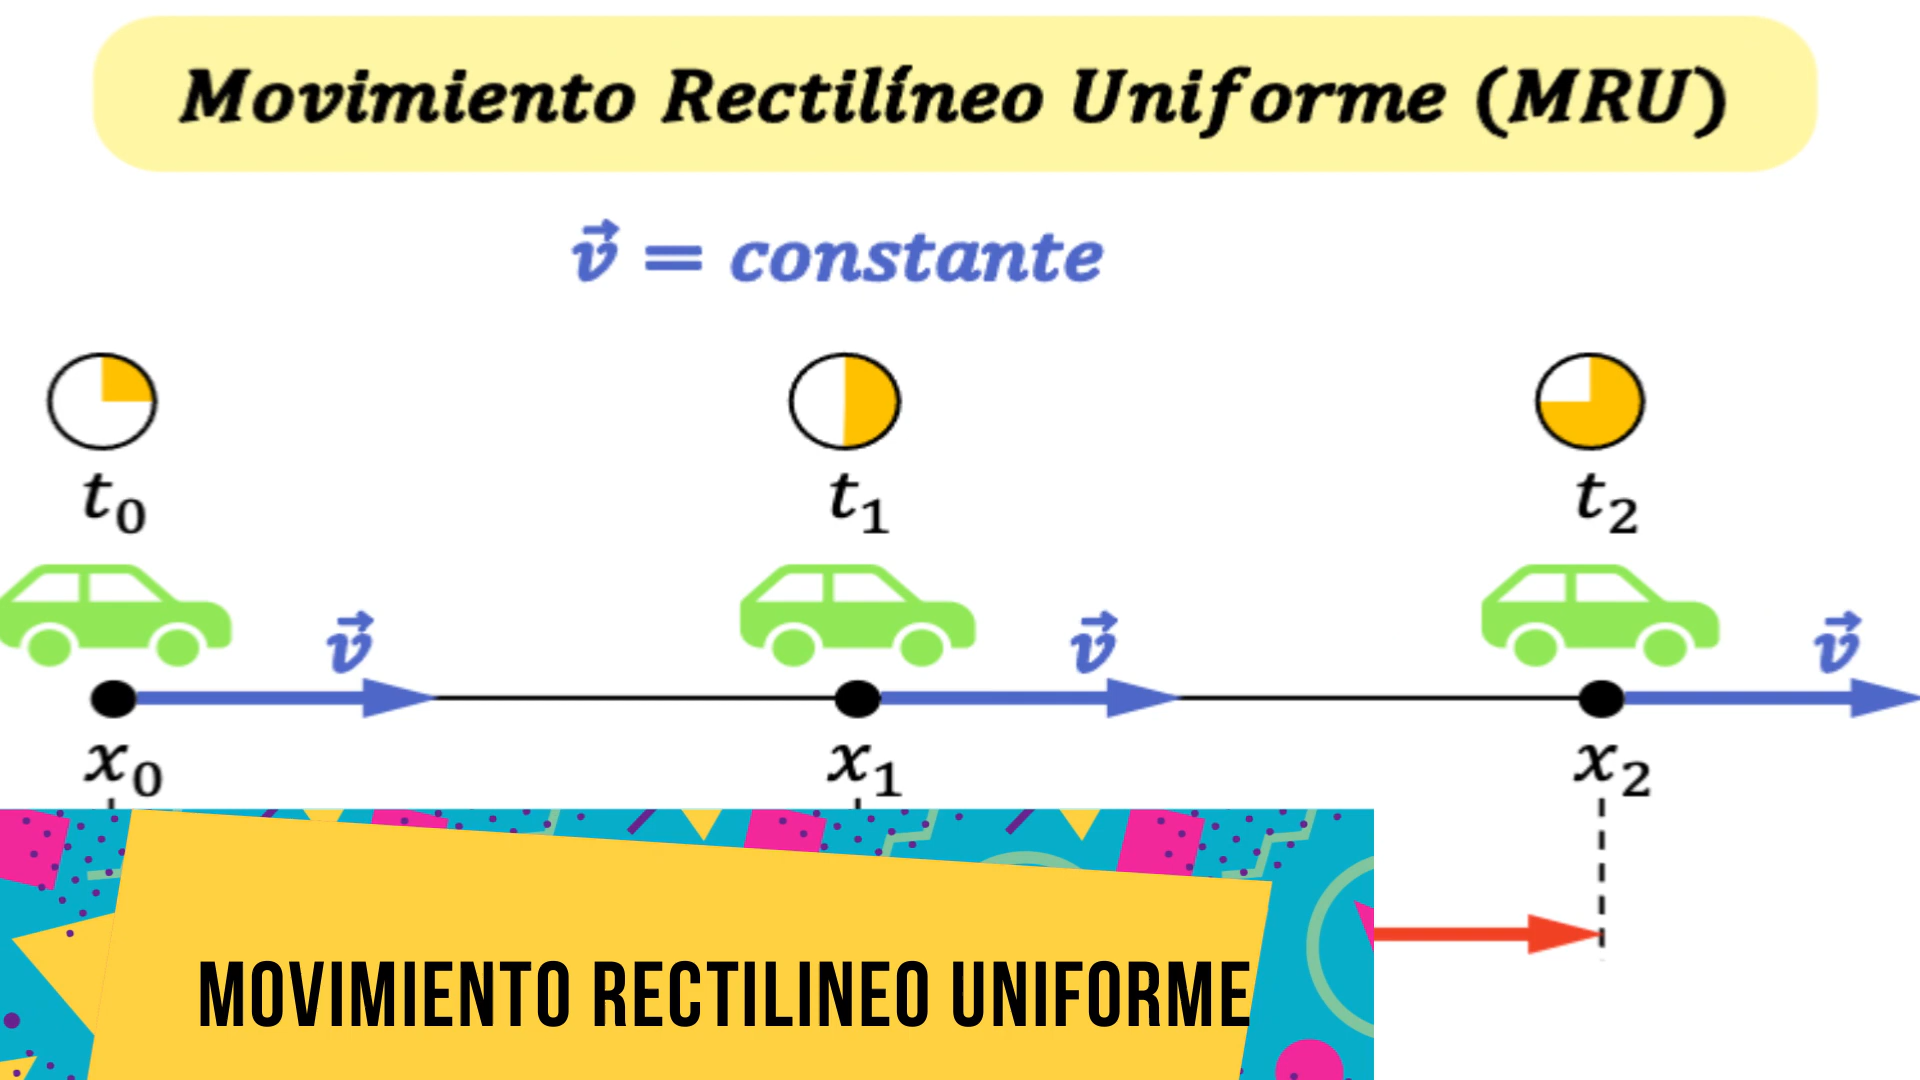 Movimiento Rectilíneo Uniforme (MRU)
v⃗ = constante
t₀ t₁ t₂
v⃗ v⃗ v⃗
x₀ x₁ x₂
MOVIMIENTO RECTILINEO UNIFORME